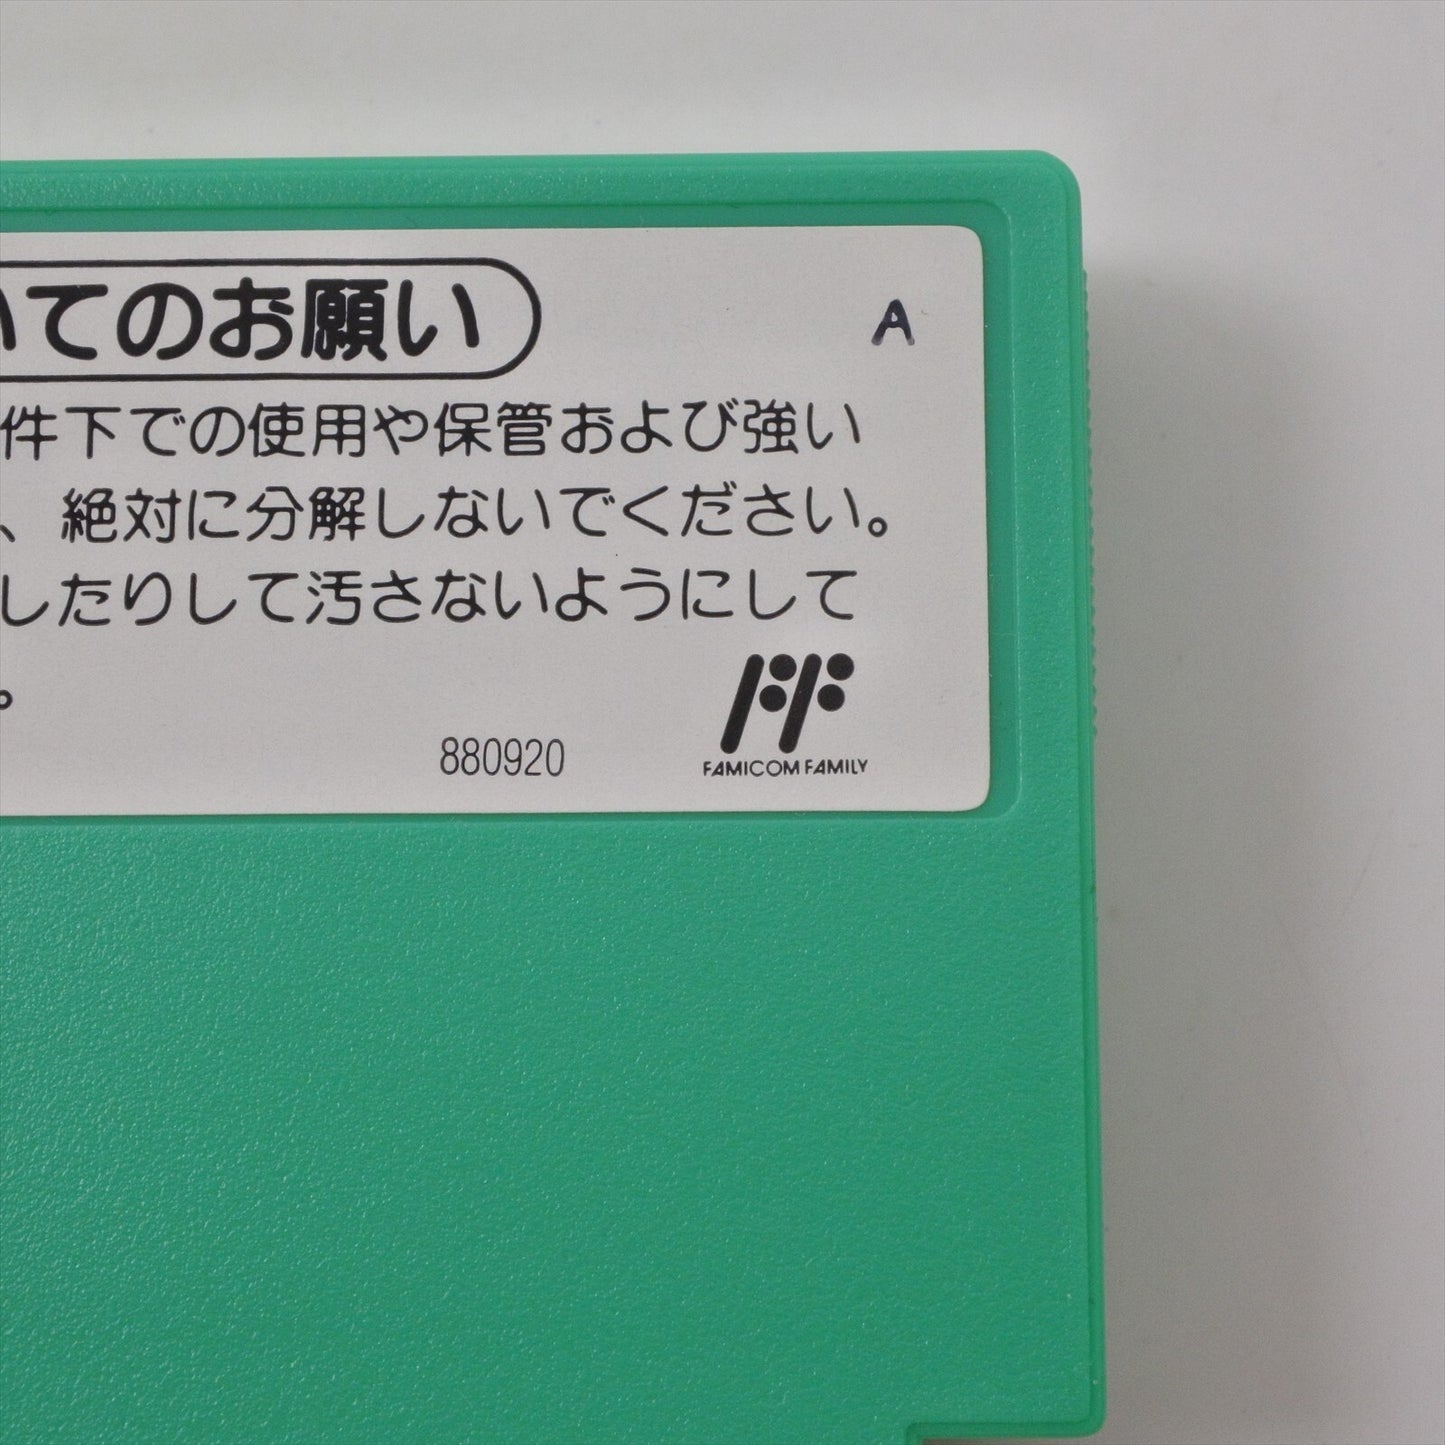 いてのお願い
A
件下での使用や保管および強い
、絶対に分解しないでください。
したりして汚さないようにして
。
880920
FAMICOM FAMILY